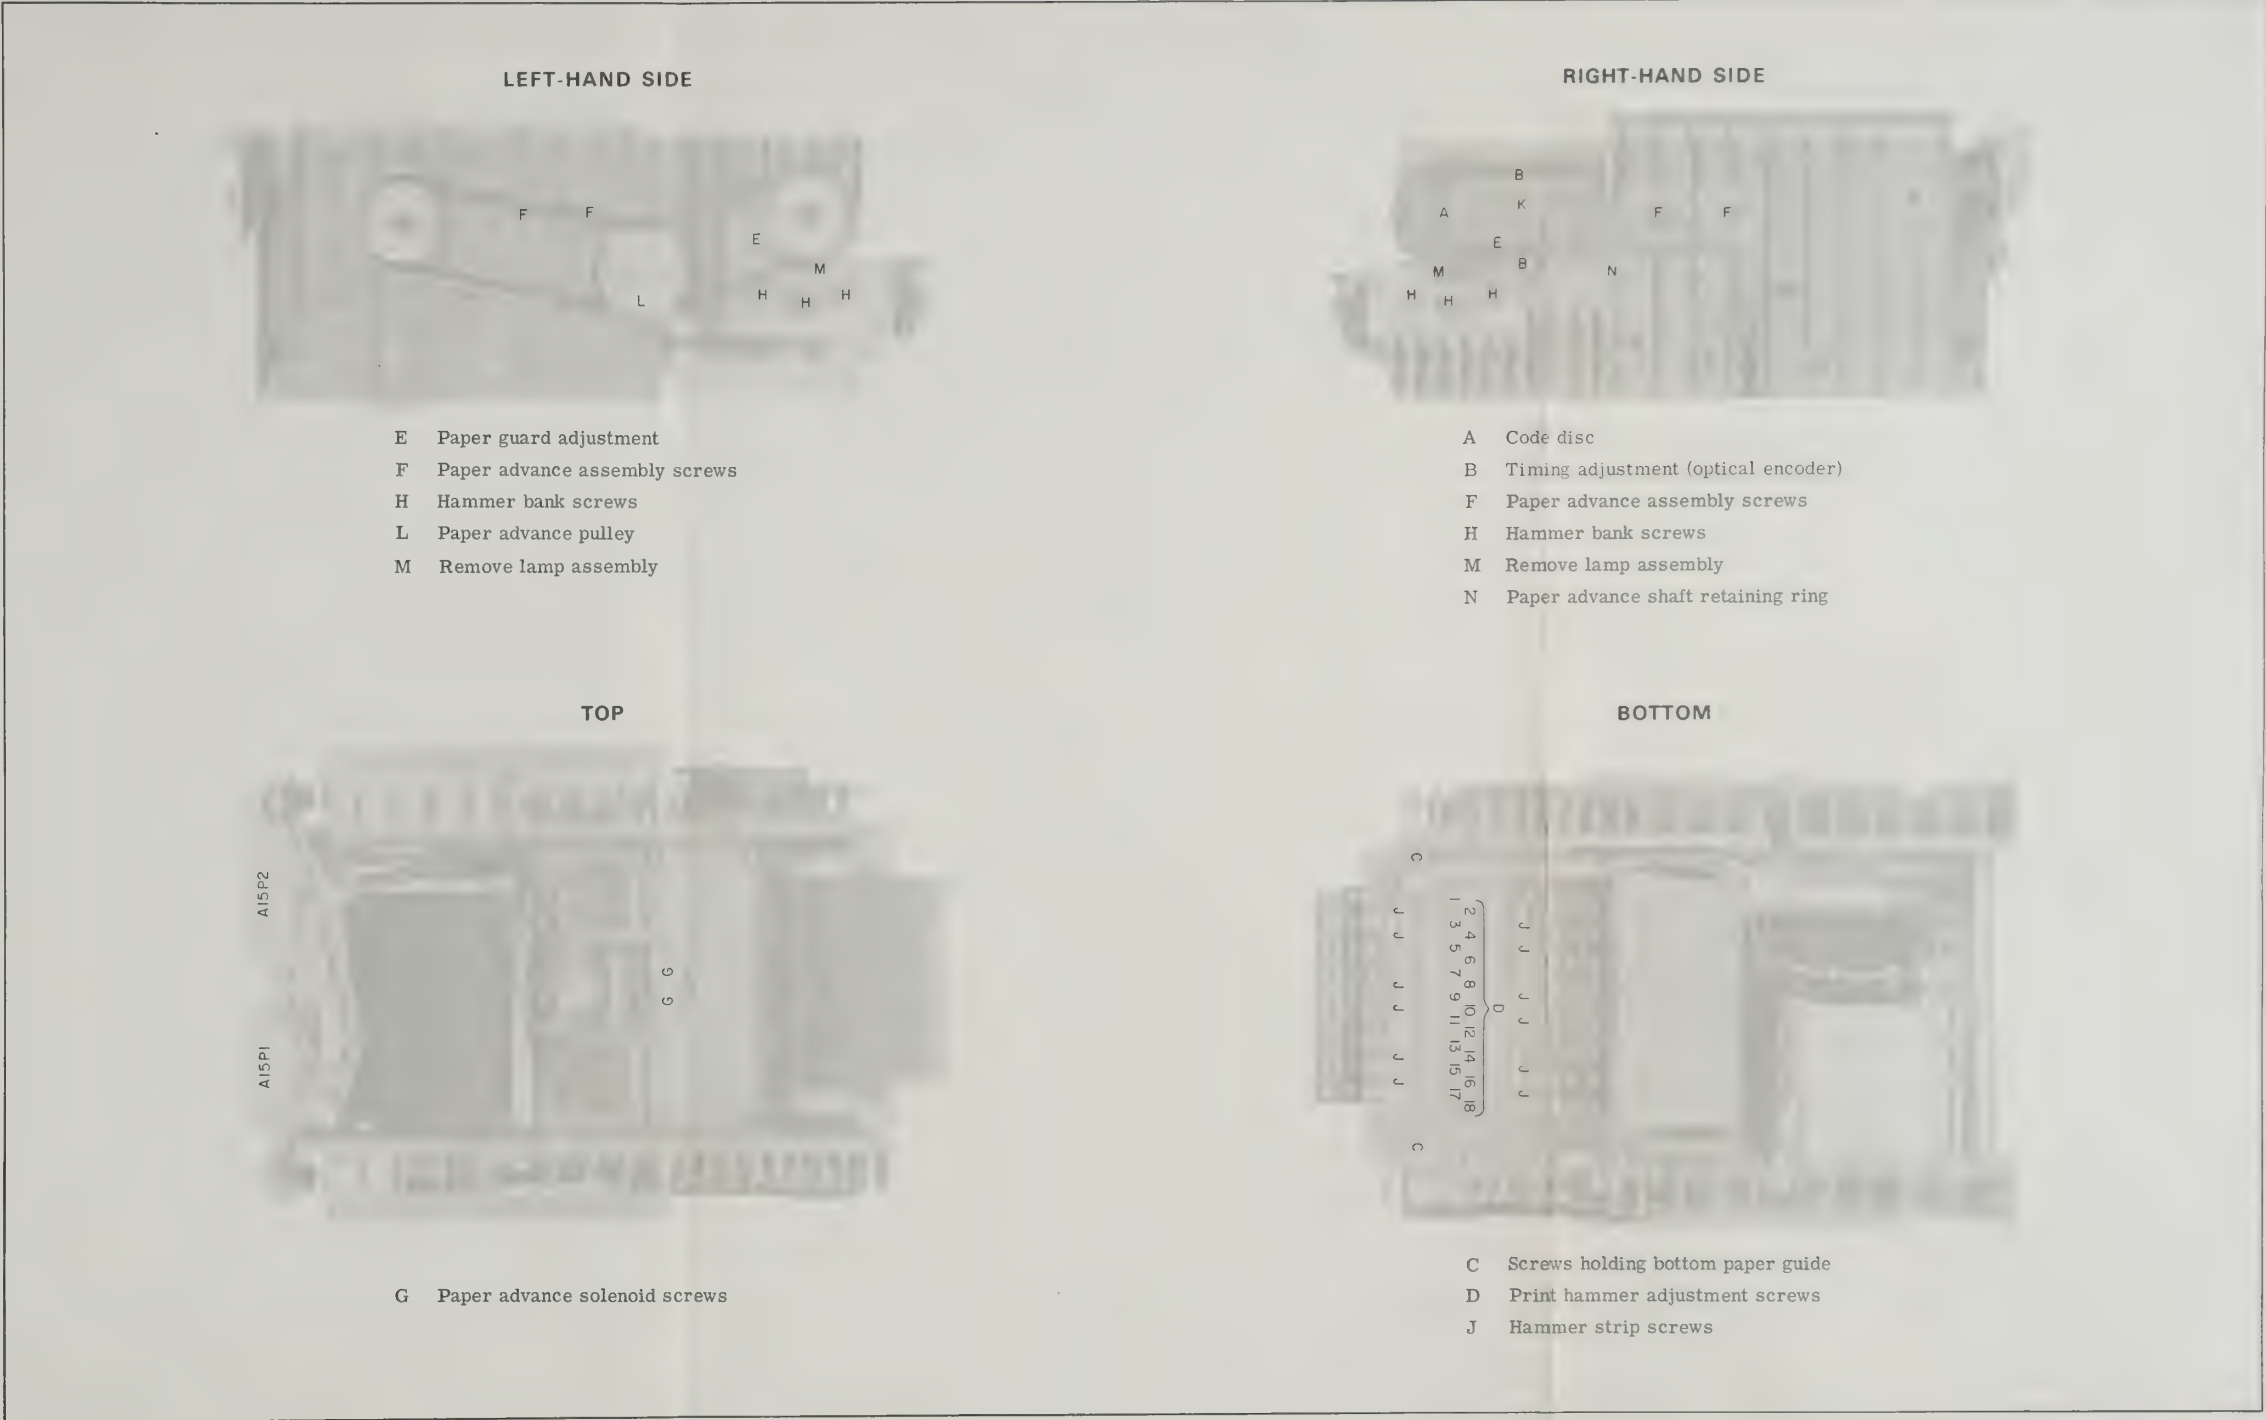 LEFT-HAND SIDE
F F
E
M
L H H H
E Paper guard adjustment
F Paper advance assembly screws
H Hammer bank screws
L Paper advance pulley
M Remove lamp assembly
RIGHT-HAND SIDE
B
K
A F F
E
B
M N
H H H
A Code disc
B Timing adjustment (optical encoder)
F Paper advance assembly screws
H Hammer bank screws
M Remove lamp assembly
N Paper advance shaft retaining ring
TOP
A15P2
A15P1
G G
G Paper advance solenoid screws
BOTTOM
C
J J J J J J
1 3 5 7 9 11 13 15 17
2 4 6 8 10 12 14 16 18
D
J J J J J J
C
C Screws holding bottom paper guide
D Print hammer adjustment screws
J Hammer strip screws